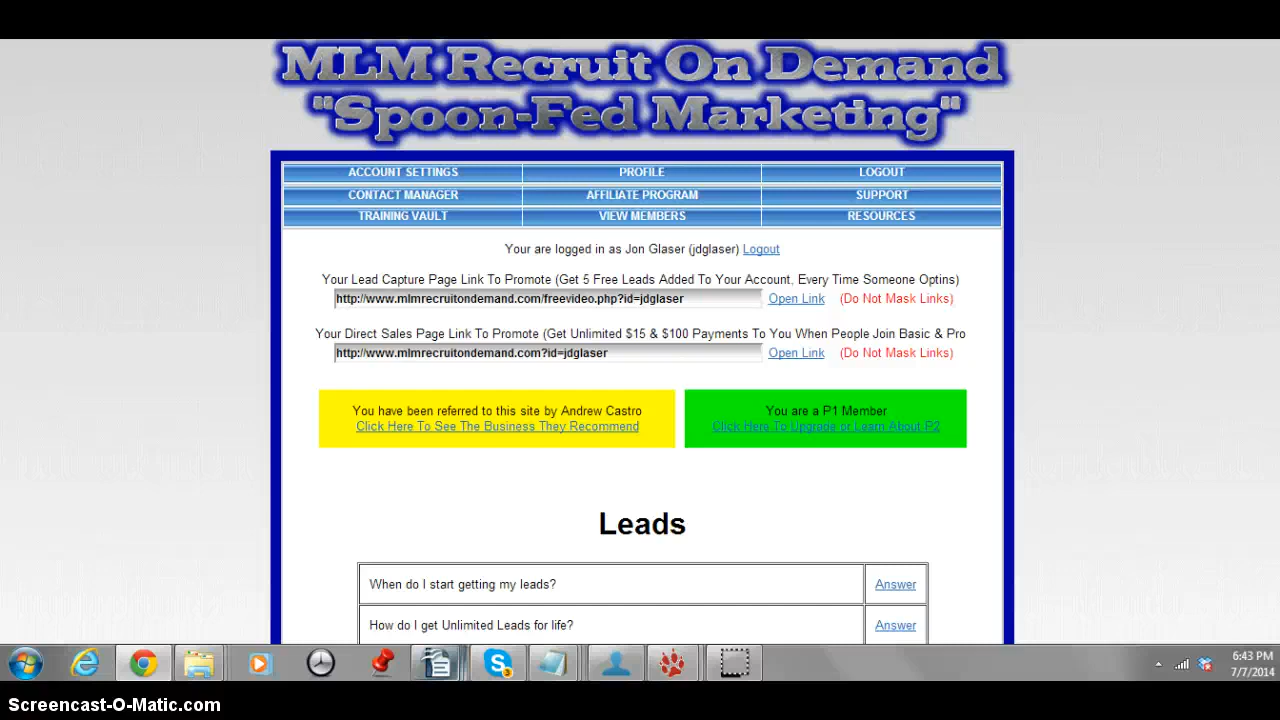 MLM Recruit On Demand
"Spoon-Fed Marketing"
ACCOUNT SETTINGS PROFILE LOGOUT
CONTACT MANAGER AFFILIATE PROGRAM SUPPORT
TRAINING VAULT VIEW MEMBERS RESOURCES
Your are logged in as Jon Glaser (jdglaser) Logout
Your Lead Capture Page Link To Promote (Get 5 Free Leads Added To Your Account, Every Time Someone Optins)
http://www.mlmrecruitondemand.com/freevideo.php?id=jdglaser Open Link (Do Not Mask Links)
Your Direct Sales Page Link To Promote (Get Unlimited $15 & $100 Payments To You When People Join Basic & Pro
http://www.mlmrecruitondemand.com?id=jdglaser Open Link (Do Not Mask Links)
You have been referred to this site by Andrew Castro
Click Here To See The Business They Recommend
You are a P1 Member
Click Here To Upgrade or Learn About P2
Leads
When do I start getting my leads? Answer
How do I get Unlimited Leads for life? Answer
3
6:43 PM
7/7/2014
Screencast-O-Matic.com